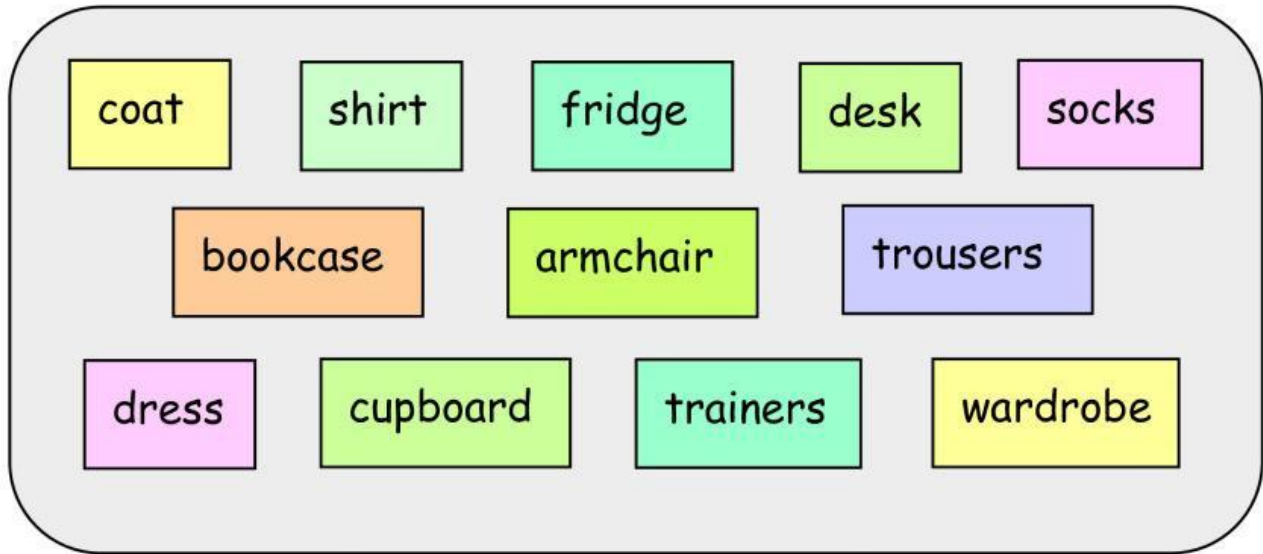 coat shirt fridge desk socks
bookcase armchair trousers
dress cupboard trainers wardrobe